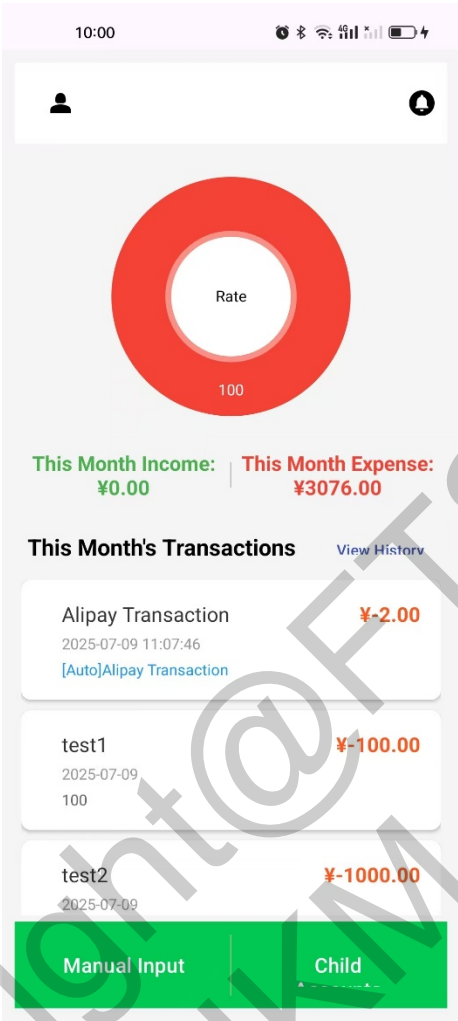 10:00
4G
Rate
100
This Month Income:
¥0.00
This Month Expense:
¥3076.00
This Month's Transactions
View History
Alipay Transaction
¥-2.00
2025-07-09 11:07:46
[Auto]Alipay Transaction
test1
¥-100.00
2025-07-09
100
test2
¥-1000.00
2025-07-09
Manual Input
Child